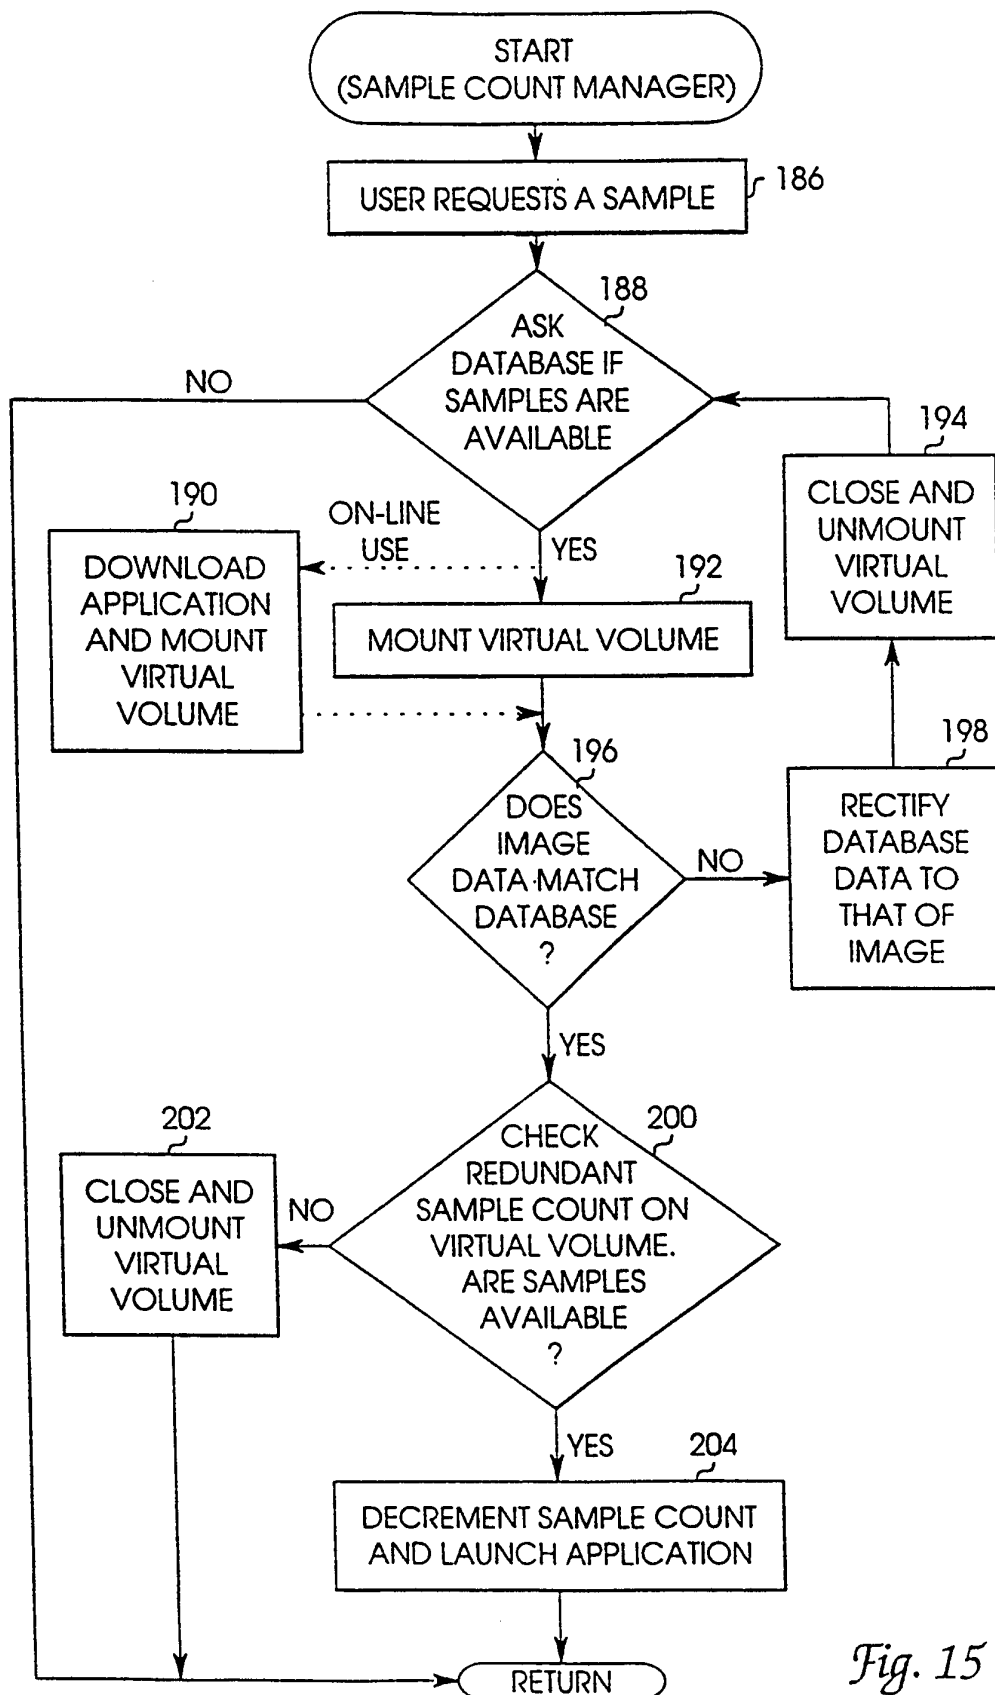 START
(SAMPLE COUNT MANAGER)
USER REQUESTS A SAMPLE
186
188
ASK
DATABASE IF
SAMPLES ARE
AVAILABLE
NO
194
CLOSE AND
UNMOUNT
VIRTUAL
VOLUME
190
ON-LINE
USE
YES
DOWNLOAD
APPLICATION
AND MOUNT
VIRTUAL
VOLUME
192
MOUNT VIRTUAL VOLUME
196
DOES
IMAGE
DATA MATCH
DATABASE
?
NO
198
RECTIFY
DATABASE
DATA TO
THAT OF
IMAGE
YES
200
CHECK
REDUNDANT
SAMPLE COUNT ON
VIRTUAL VOLUME.
ARE SAMPLES
AVAILABLE
?
202
NO
CLOSE AND
UNMOUNT
VIRTUAL
VOLUME
YES
204
DECREMENT SAMPLE COUNT
AND LAUNCH APPLICATION
RETURN
Fig. 15